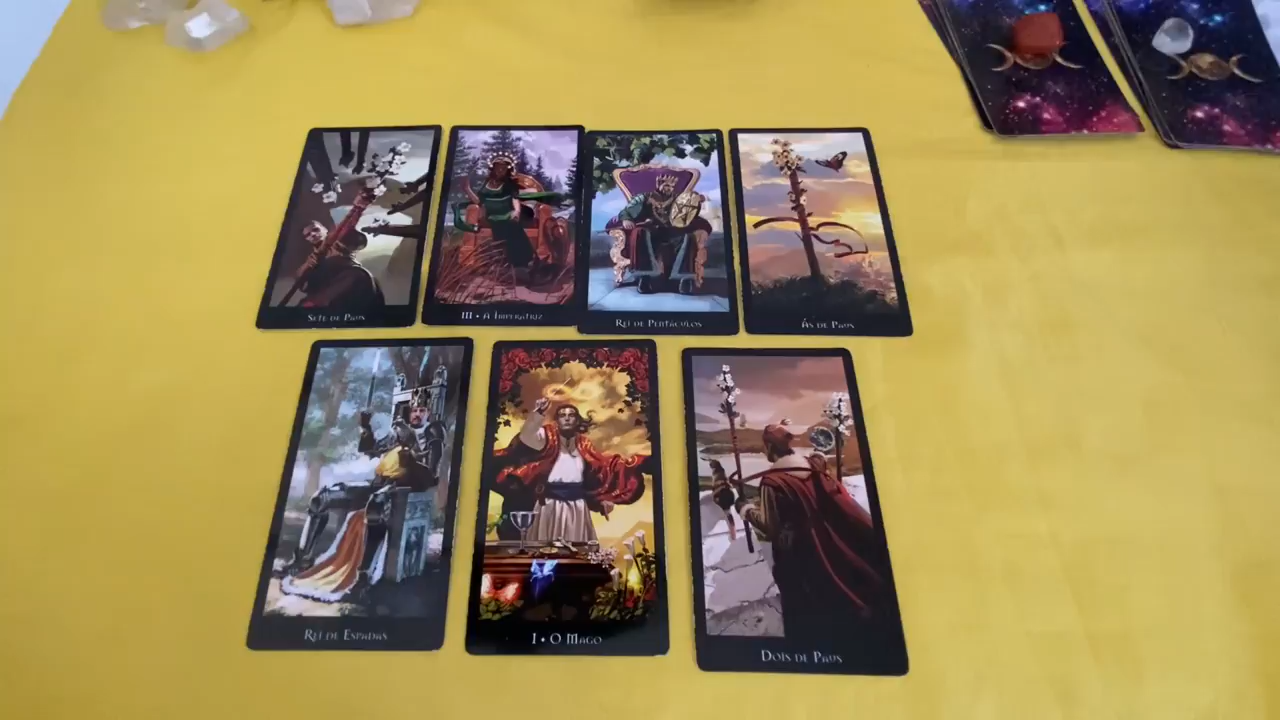 Sete de Paus
III • A Imperatriz
Rei de Pentáculos
Ás de Paus
Rei de Espadas
I • O Mago
Dois de Paus